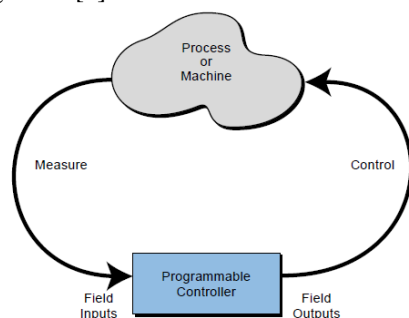 Process
or
Machine
Measure
Control
Programmable
Controller
Field
Inputs
Field
Outputs